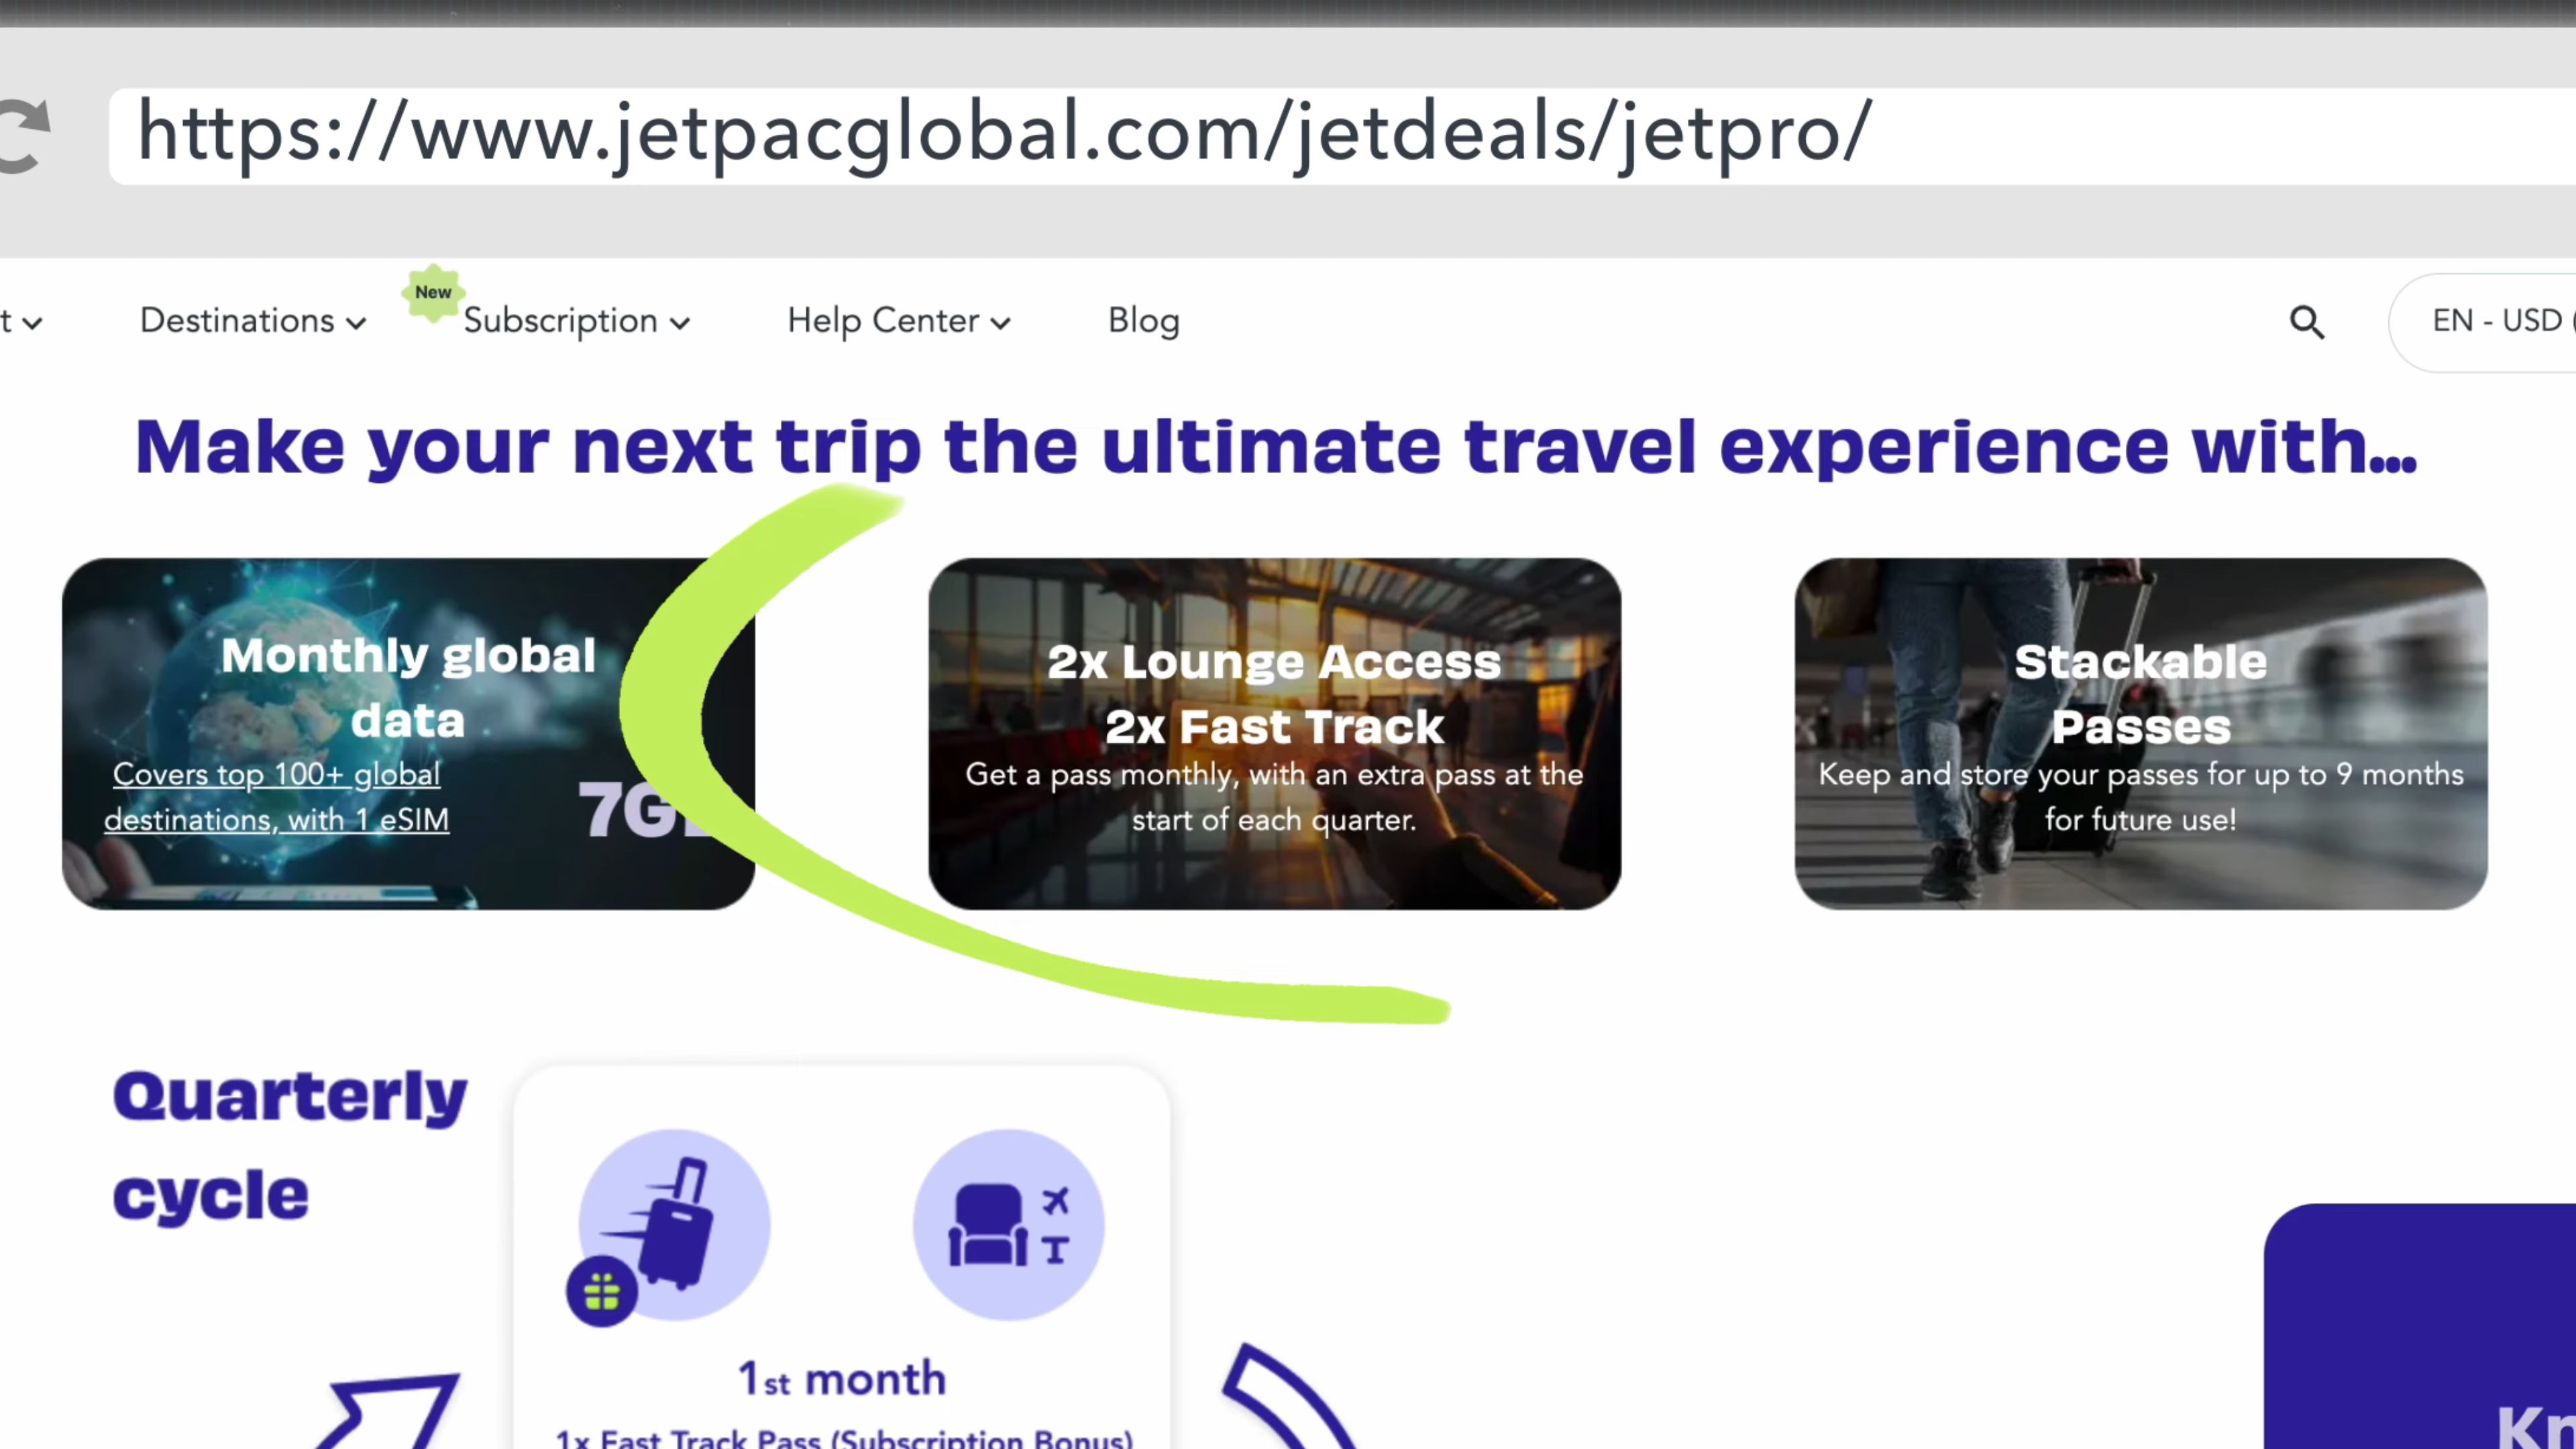 https://www.jetpacglobal.com/jetdeals/jetpro/
New
Destinations Subscription Help Center Blog EN - USD
Make your next trip the ultimate travel experience with...
Monthly global
data
Covers top 100+ global
destinations, with 1 eSIM
2x Lounge Access
2x Fast Track
Get a pass monthly, with an extra pass at the
start of each quarter.
Stackable
Passes
Keep and store your passes for up to 9 months
for future use!
Quarterly
cycle
1st month
1x Fast Track Pass (Subscription Bonus)